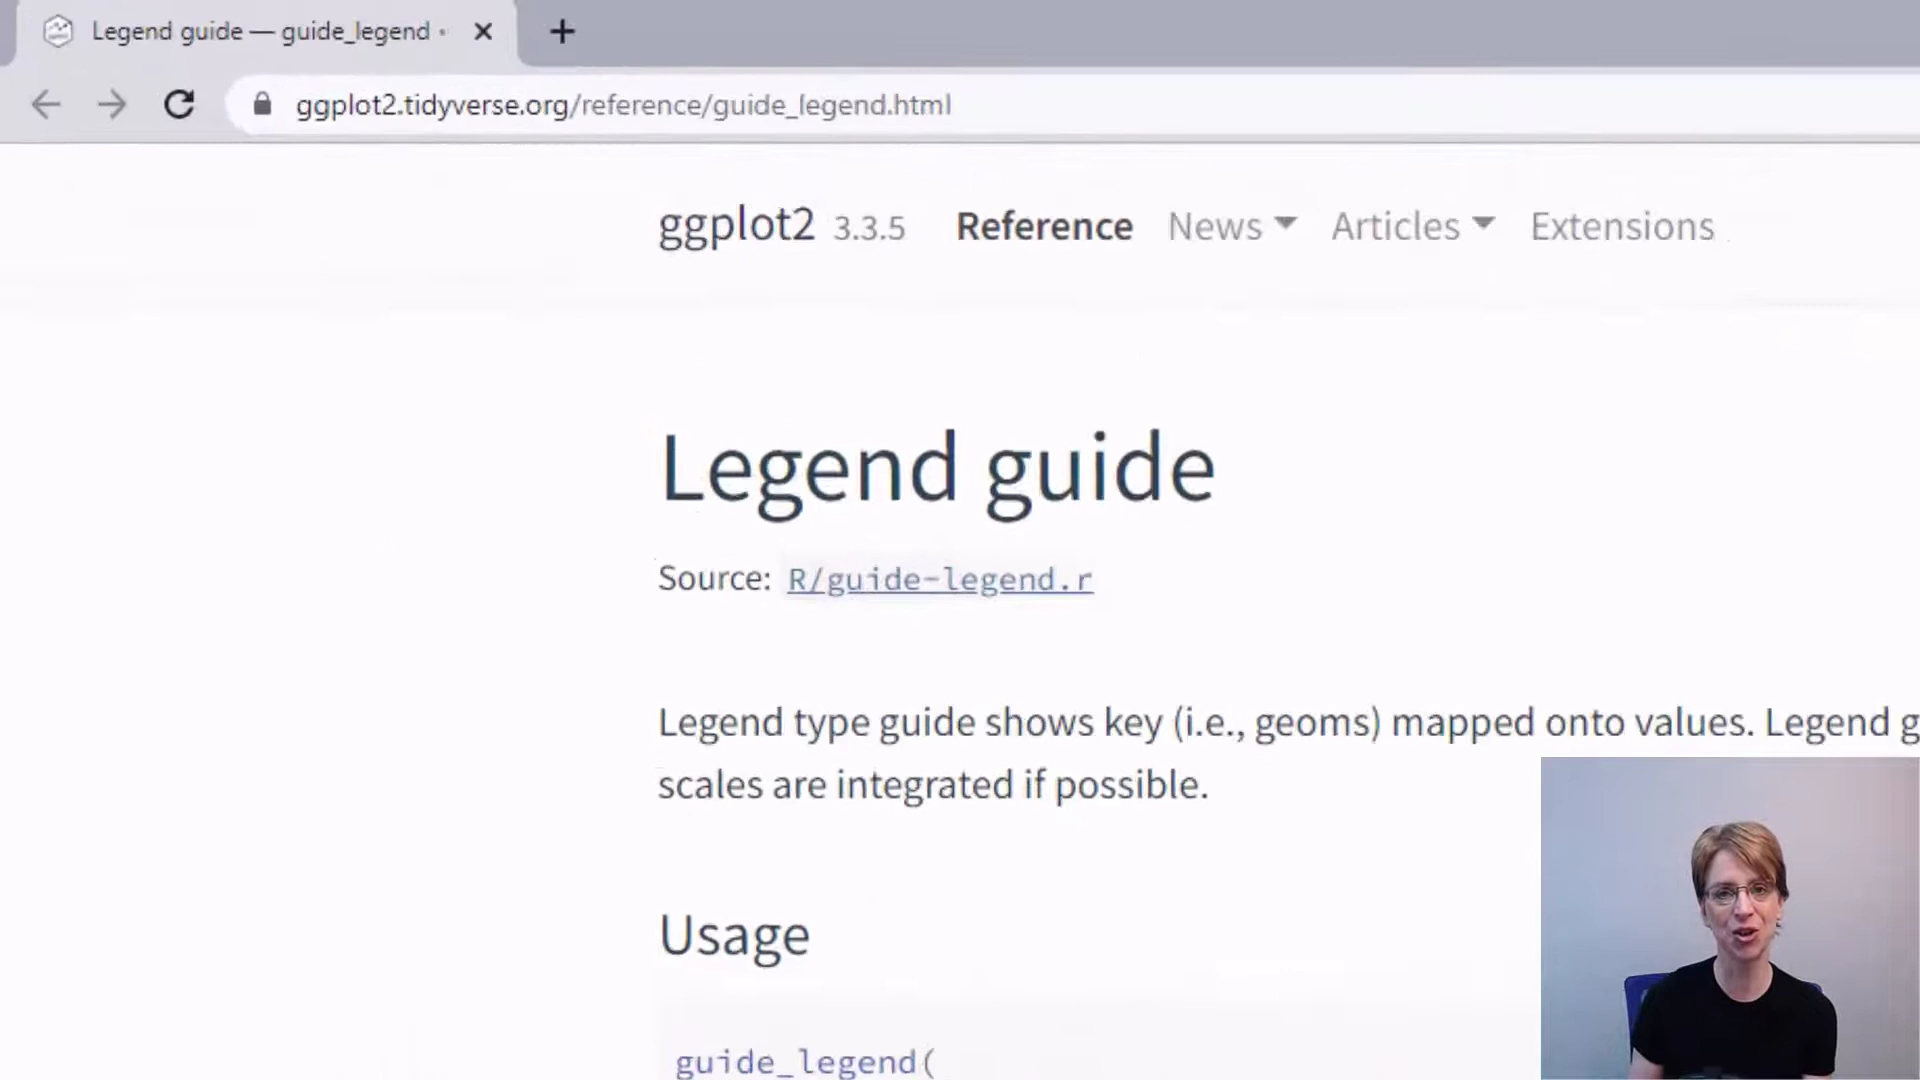 Legend guide — guide_legend •
ggplot2.tidyverse.org/reference/guide_legend.html
ggplot2 3.3.5 Reference News Articles Extensions
Legend guide
Source: R/guide-legend.r
Legend type guide shows key (i.e., geoms) mapped onto values. Legend g
scales are integrated if possible.
Usage
guide_legend(